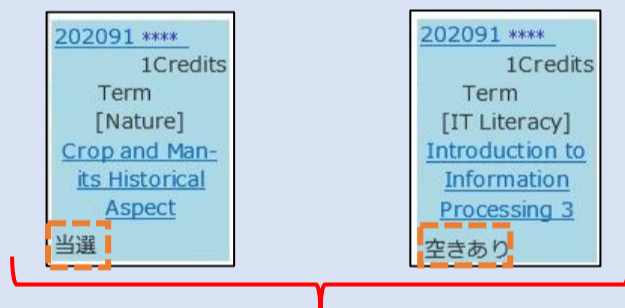 202091 ****
1Credits
Term
[Nature]
Crop and Man-
its Historical
Aspect
当選
202091 ****
1Credits
Term
[IT Literacy]
Introduction to
Information
Processing 3
空きあり